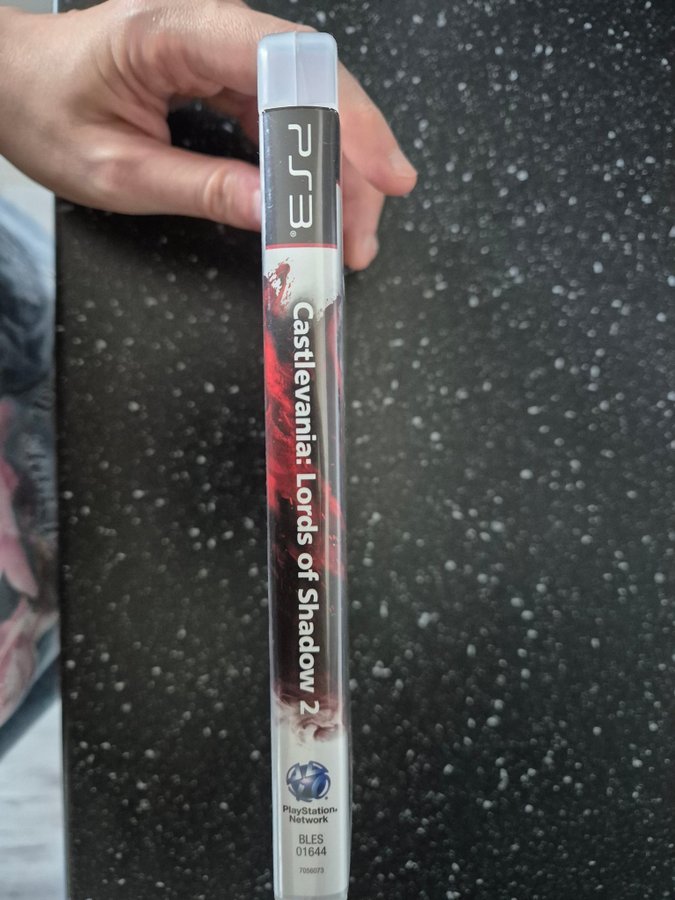 PS3®
Castlevania: Lords of Shadow 2
PlayStation®
Network
BLES
01644
7056073